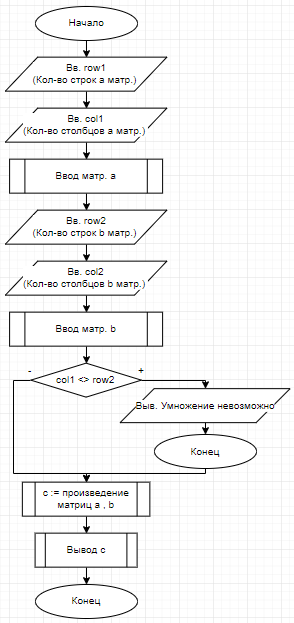 Начало
Вв. row1
(Кол-во строк a матр.)
Вв. col1
(Кол-во столбцов a матр.)
Ввод матр. a
Вв. row2
(Кол-во строк b матр.)
Вв. col2
(Кол-во столбцов b матр.)
Ввод матр. b
-
+
col1 <> row2
Выв. Умножение невозможно
Конец
c := произведение
матриц a , b
Вывод c
Конец